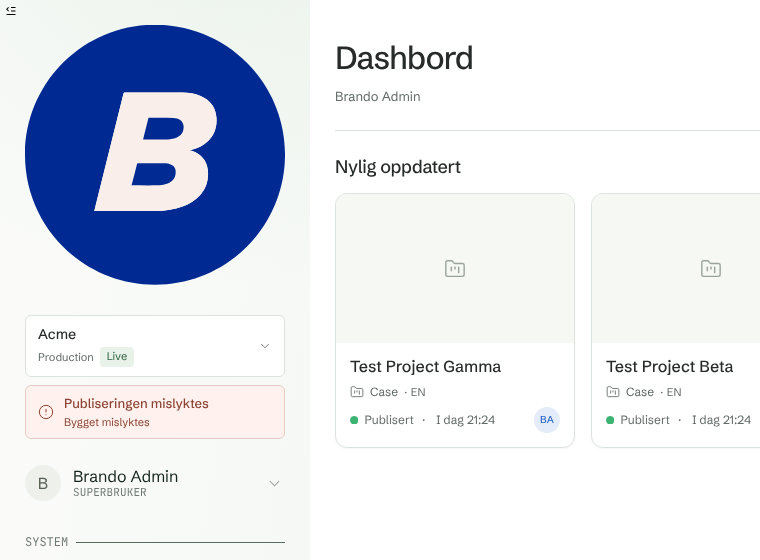 B
Acme
Production Live
Publiseringen mislyktes
Bygget mislyktes
B
Brando Admin
SUPERBRUKER
SYSTEM
Dashbord
Brando Admin
Nylig oppdatert
Test Project Gamma
Case · EN
Publisert · I dag 21:24
BA
Test Project Beta
Case · EN
Publisert · I dag 21:24